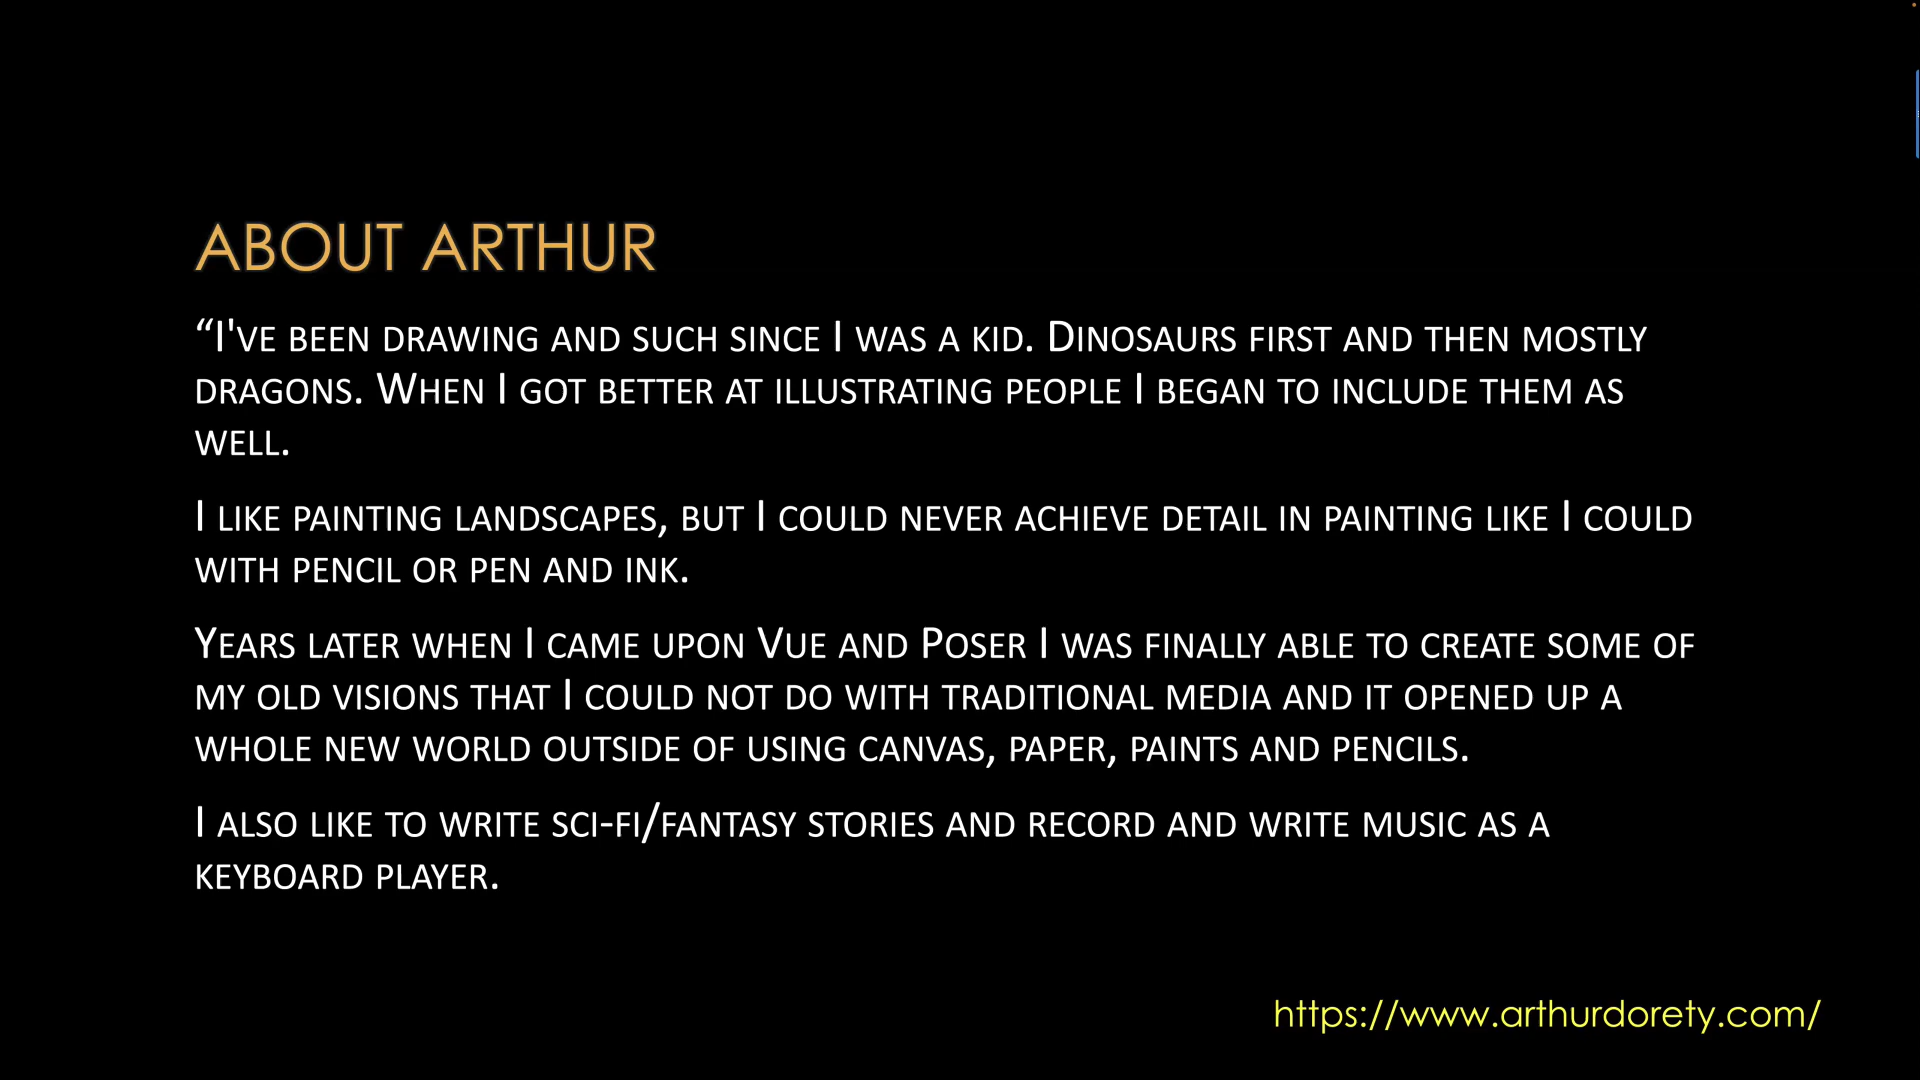 ABOUT ARTHUR
“I'VE BEEN DRAWING AND SUCH SINCE I WAS A KID. DINOSAURS FIRST AND THEN MOSTLY
DRAGONS. WHEN I GOT BETTER AT ILLUSTRATING PEOPLE I BEGAN TO INCLUDE THEM AS
WELL.
I LIKE PAINTING LANDSCAPES, BUT I COULD NEVER ACHIEVE DETAIL IN PAINTING LIKE I COULD
WITH PENCIL OR PEN AND INK.
YEARS LATER WHEN I CAME UPON VUE AND POSER I WAS FINALLY ABLE TO CREATE SOME OF
MY OLD VISIONS THAT I COULD NOT DO WITH TRADITIONAL MEDIA AND IT OPENED UP A
WHOLE NEW WORLD OUTSIDE OF USING CANVAS, PAPER, PAINTS AND PENCILS.
I ALSO LIKE TO WRITE SCI-FI/FANTASY STORIES AND RECORD AND WRITE MUSIC AS A
KEYBOARD PLAYER.
https://www.arthurdorety.com/